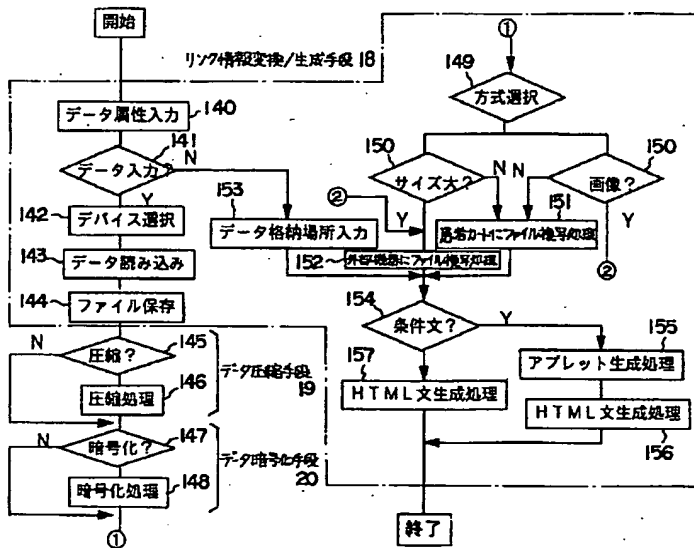 開始
リンク情報変換/生成手段 18
データ属性入力
140
141
データ入力?
N
Y
142
デバイス選択
143
データ読み込み
144
ファイル保存
N
145
圧縮?
146
圧縮処理
データ圧縮手段
19
N
147
暗号化?
148
暗号化処理
データ暗号化手段
20
①
①
149
方式選択
150
サイズ大?
N
Y
②
150
画像?
N
Y
②
151
患者カードにファイル複写処理
153
データ格納場所入力
152
外部機器にファイル複写処理
154
条件文?
Y
155
アプレット生成処理
157
HTML文生成処理
HTML文生成処理
156
終了